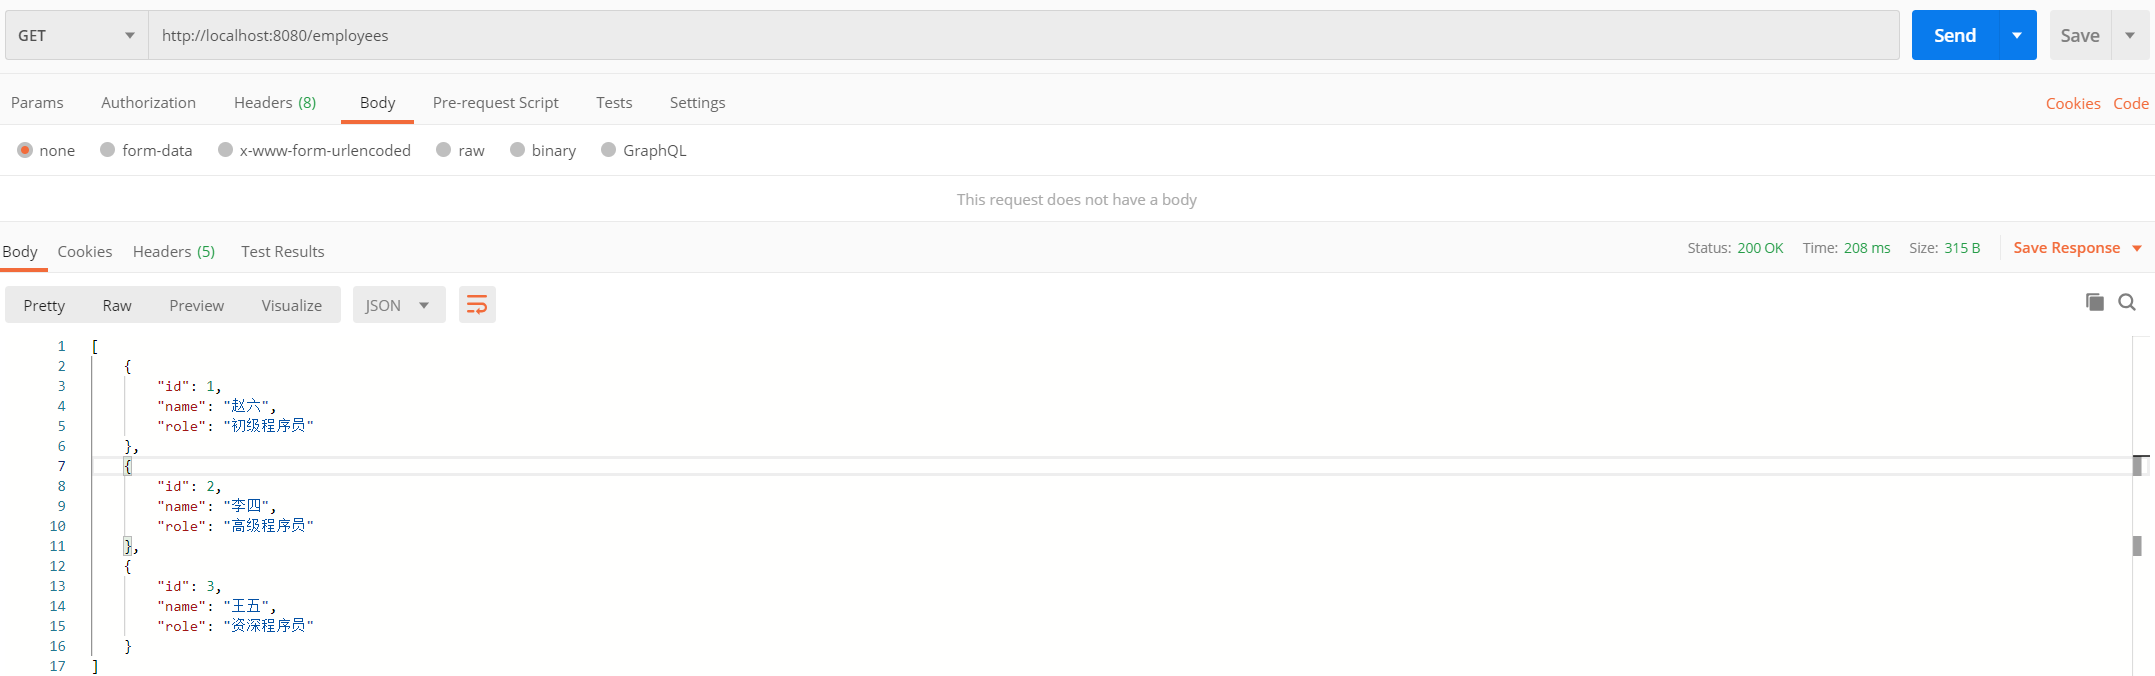 GET http://localhost:8080/employees Send Save
Params Authorization Headers (8) Body Pre-request Script Tests Settings Cookies Code
none form-data x-www-form-urlencoded raw binary GraphQL
This request does not have a body
Body Cookies Headers (5) Test Results Status: 200 OK Time: 208 ms Size: 315 B Save Response
Pretty Raw Preview Visualize JSON
1 [
2 {
3 "id": 1,
4 "name": "赵六",
5 "role": "初级程序员"
6 },
7 {
8 "id": 2,
9 "name": "李四",
10 "role": "高级程序员"
11 },
12 {
13 "id": 3,
14 "name": "王五",
15 "role": "资深程序员"
16 }
17 ]